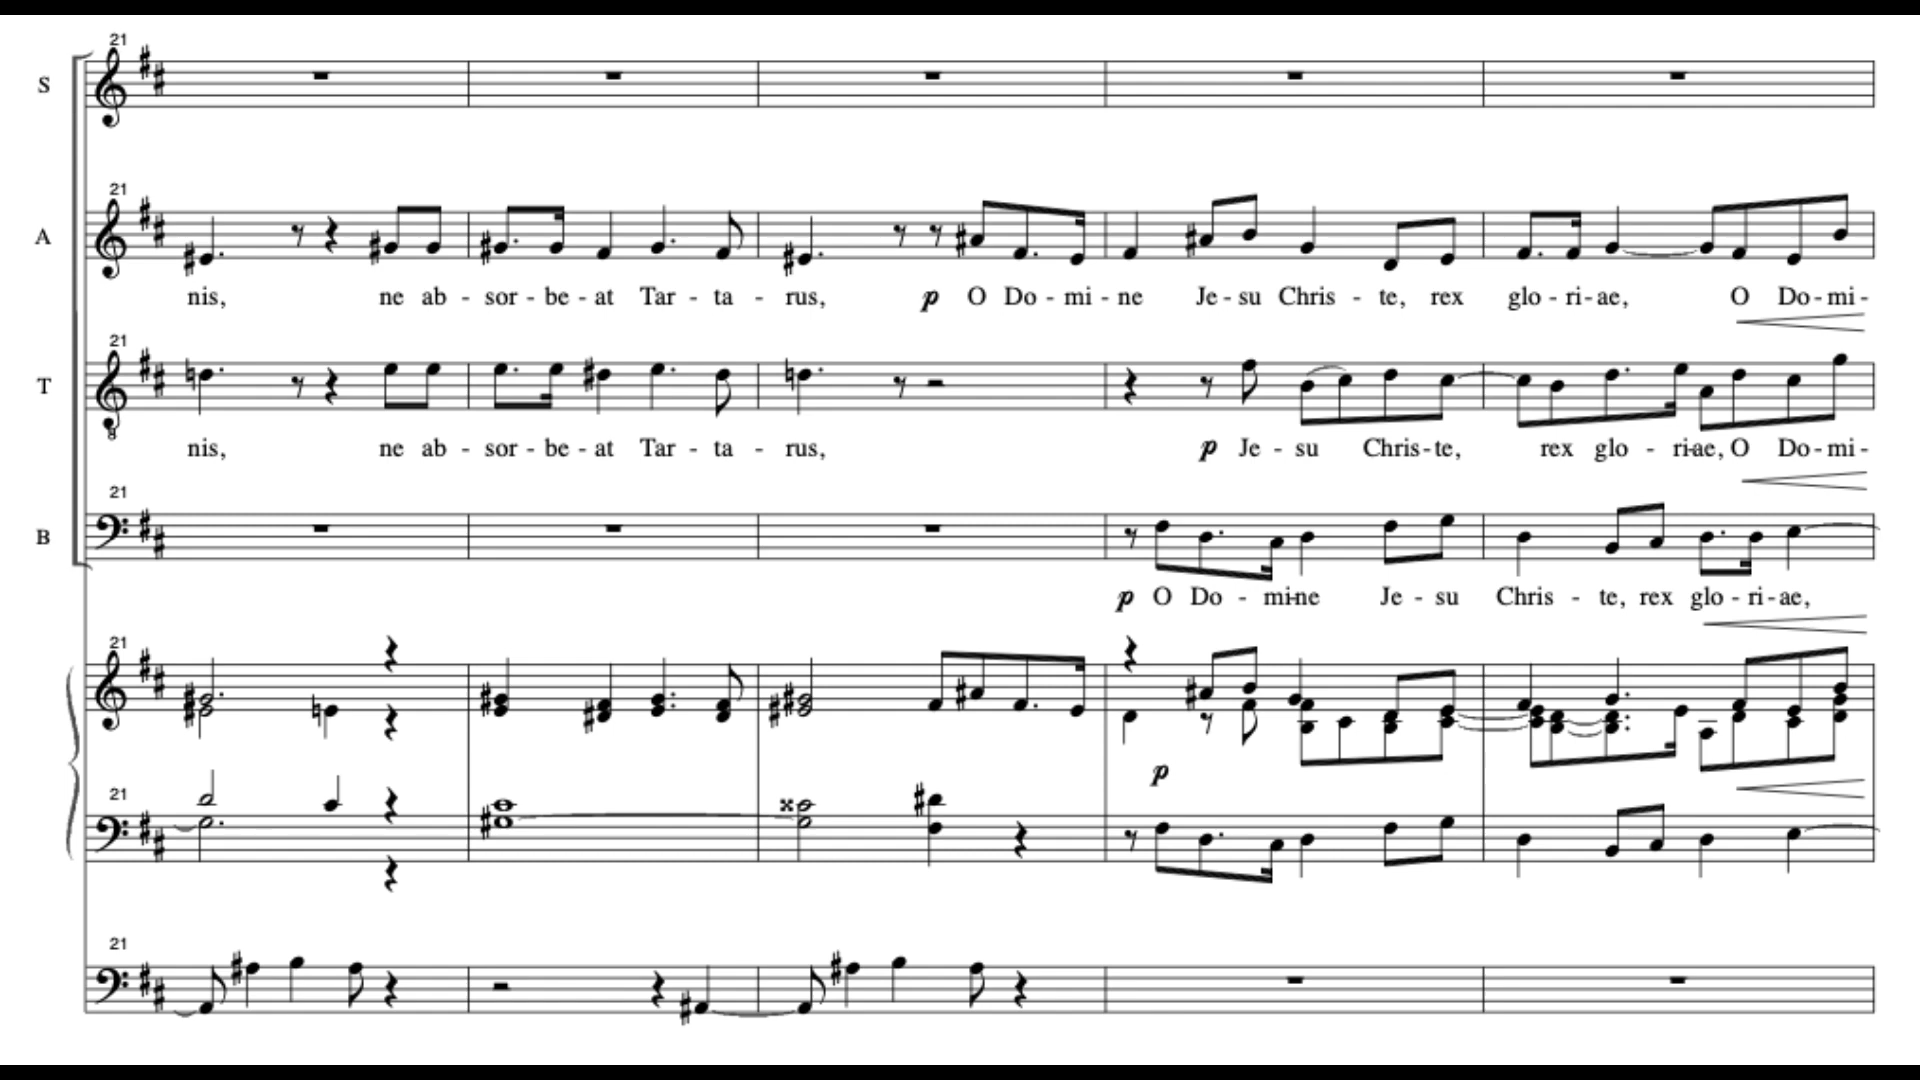 21
S
21
A
nis, ne ab - sor - be - at Tar - ta - rus, p O Do - mi - ne Je - su Chris - te, rex glo - ri - ae, O Do - mi -
21
T
nis, ne ab - sor - be - at Tar - ta - rus, p Je - su Chris - te, rex glo - ri - ae, O Do - mi -
21
B
p O Do - mi - ne Je - su Chris - te, rex glo - ri - ae,
21
p
21
21